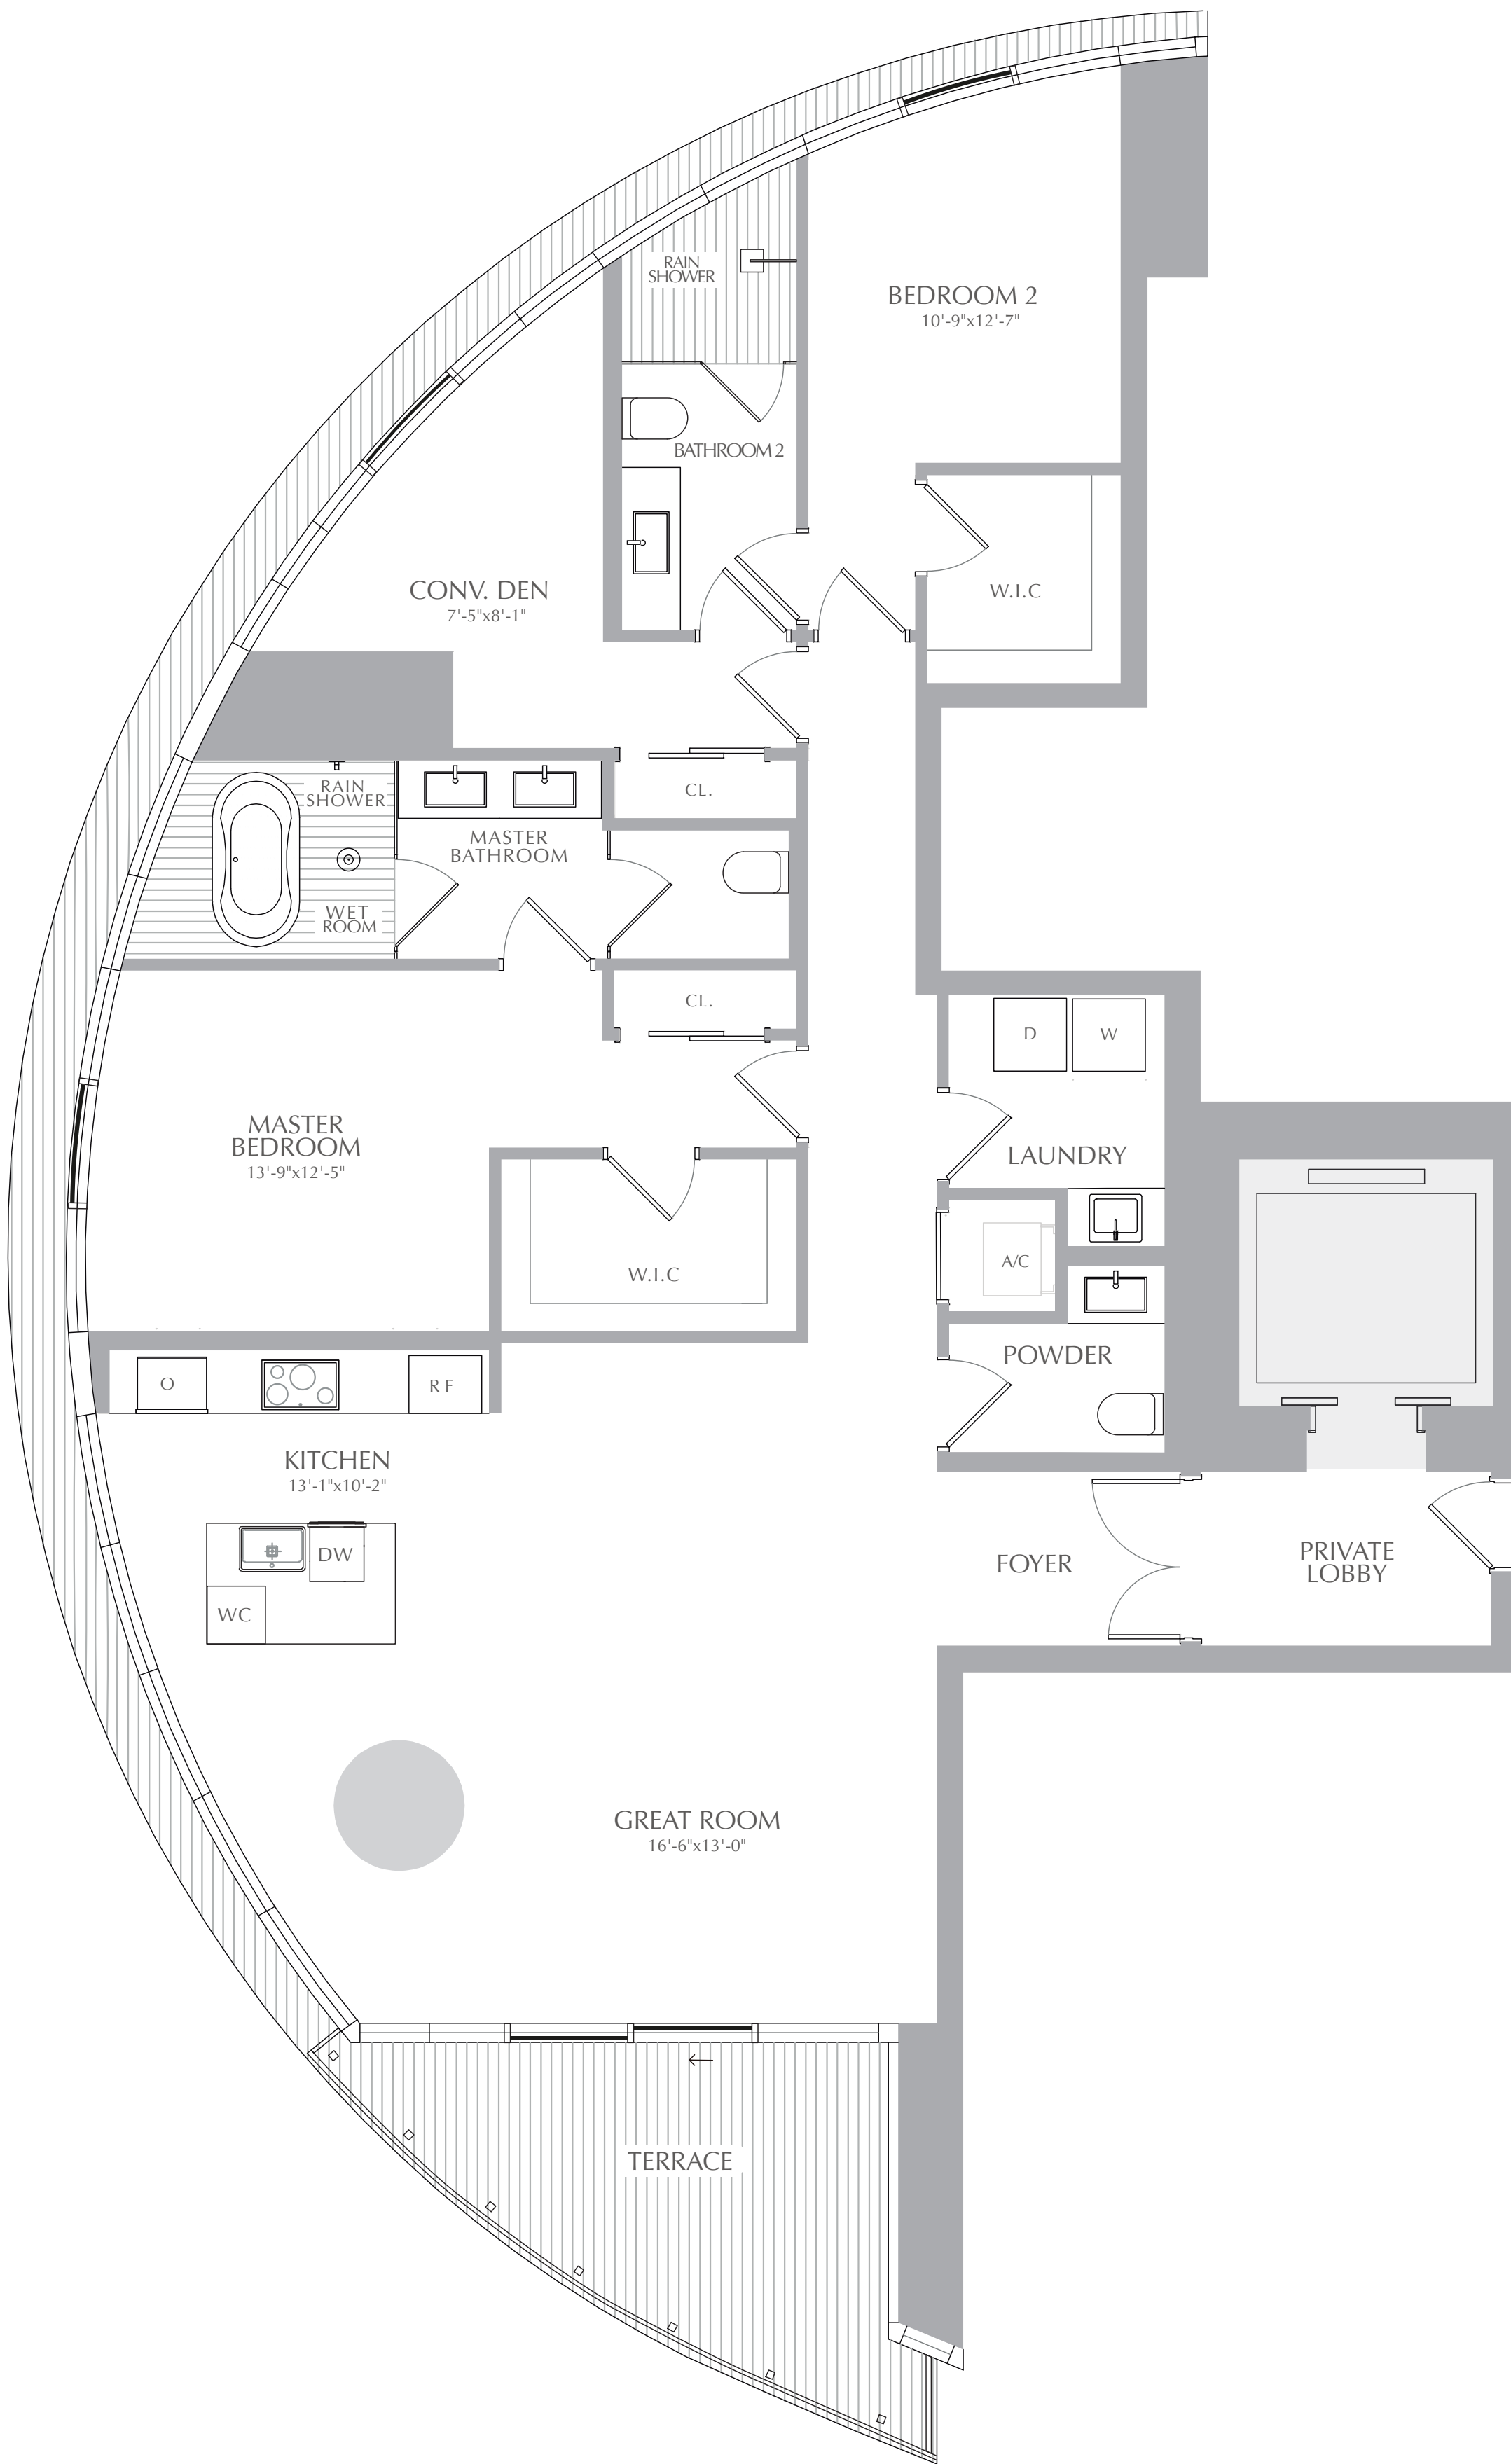 RAIN
SHOWER
BEDROOM 2
10'-9"x12'-7"
BATHROOM 2
CONV. DEN
7'-5"x8'-1"
W.I.C
RAIN
SHOWER
CL.
MASTER
BATHROOM
WET
ROOM
CL.
D
W
MASTER
BEDROOM
13'-9"x12'-5"
LAUNDRY
W.I.C
A/C
POWDER
O
RF
KITCHEN
13'-1"x10'-2"
DW
WC
FOYER
PRIVATE
LOBBY
GREAT ROOM
16'-6"x13'-0"
TERRACE